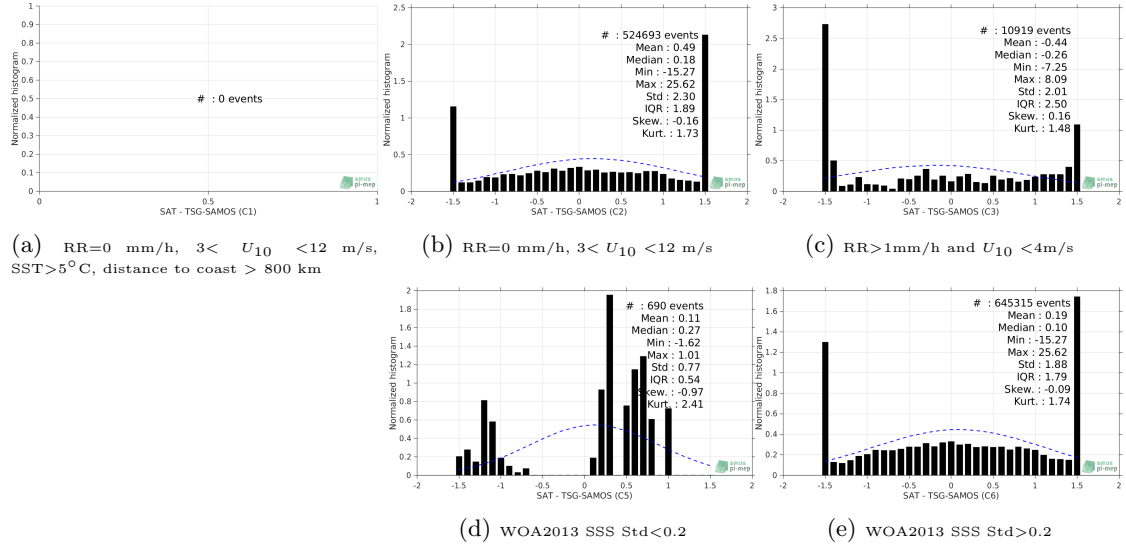 1
0.9
0.8
0.7
0.6
0.5
0.4
0.3
0.2
0.1
0
Normalized histogram
# : 0 events
0 0.5 1
SAT - TSG-SAMOS (C1)
smos
pi-mep
(a) RR=0 mm/h, 3< U10 <12 m/s,
SST>5°C, distance to coast > 800 km
2.5
2
1.5
1
0.5
0
Normalized histogram
# : 524693 events
Mean : 0.49
Median : 0.18
Min : -15.27
Max : 25.62
Std : 2.30
IQR : 1.89
Skew. : -0.16
Kurt. : 1.73
-2 -1.5 -1 -0.5 0 0.5 1 1.5 2
SAT - TSG-SAMOS (C2)
smos
pi-mep
(b) RR=0 mm/h, 3< U10 <12 m/s
3
2.5
2
1.5
1
0.5
0
Normalized histogram
# : 10919 events
Mean : -0.44
Median : -0.26
Min : -7.25
Max : 8.09
Std : 2.01
IQR : 2.50
Skew. : 0.16
Kurt. : 1.48
-2 -1.5 -1 -0.5 0 0.5 1 1.5 2
SAT - TSG-SAMOS (C3)
smos
pi-mep
(c) RR>1mm/h and U10 <4m/s
2
1.8
1.6
1.4
1.2
1
0.8
0.6
0.4
0.2
0
Normalized histogram
# : 690 events
Mean : 0.11
Median : 0.27
Min : -1.62
Max : 1.01
Std : 0.77
IQR : 0.54
Skew. : -0.97
Kurt. : 2.41
-2 -1.5 -1 -0.5 0 0.5 1 1.5 2
SAT - TSG-SAMOS (C5)
smos
pi-mep
(d) WOA2013 SSS Std<0.2
1.8
1.6
1.4
1.2
1
0.8
0.6
0.4
0.2
0
Normalized histogram
# : 645315 events
Mean : 0.19
Median : 0.10
Min : -15.27
Max : 25.62
Std : 1.88
IQR : 1.79
Skew. : -0.09
Kurt. : 1.74
-2 -1.5 -1 -0.5 0 0.5 1 1.5 2
SAT - TSG-SAMOS (C6)
smos
pi-mep
(e) WOA2013 SSS Std>0.2